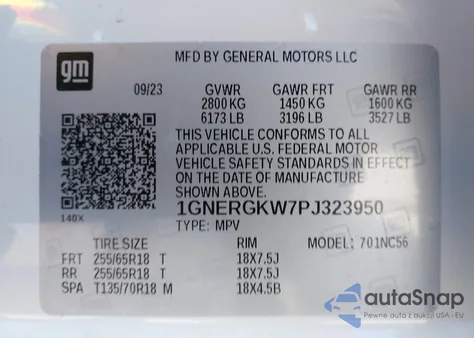 gm
MFD BY GENERAL MOTORS LLC
09/23 GVWR GAWR FRT GAWR RR
2800 KG 1450 KG 1600 KG
6173 LB 3196 LB 3527 LB
THIS VEHICLE CONFORMS TO ALL
APPLICABLE U.S. FEDERAL MOTOR
VEHICLE SAFETY STANDARDS IN EFFECT
ON THE DATE OF MANUFACTURE
SHOWN ABOVE.
140X
1GNERGKW7PJ323950
TYPE: MPV MODEL: 701NC56
TIRE SIZE RIM
FRT 255/65R18 T 18X7.5J
RR 255/65R18 T 18X7.5J
SPA T135/70R18 M 18X4.5B
autoSnap
Pewne auta z aukcji USA i EU